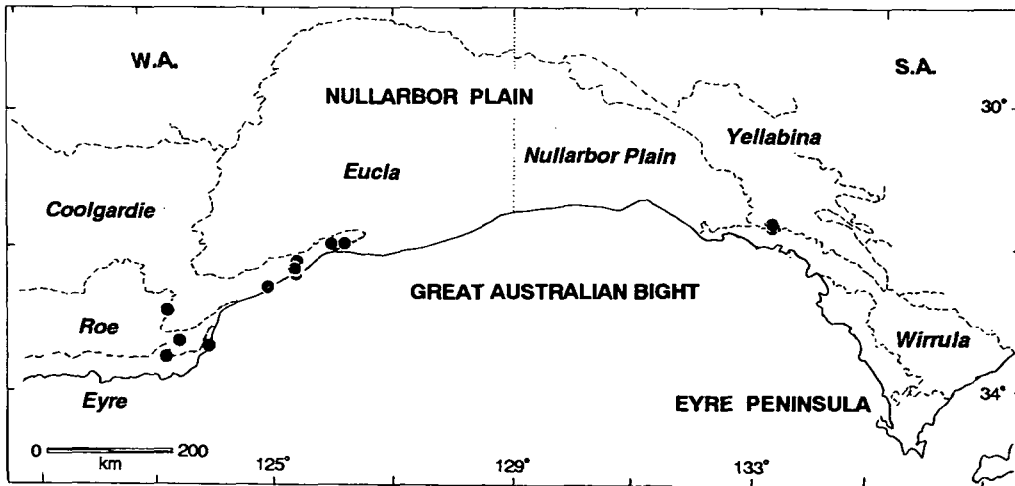 W.A.
S.A.
NULLARBOR PLAIN
30°
Yellabina
Nullarbor Plain
Eucla
Coolgardie
GREAT AUSTRALIAN BIGHT
Roe
Wirrula
Eyre
EYRE PENINSULA
34°
0 200
km
125° 129° 133°